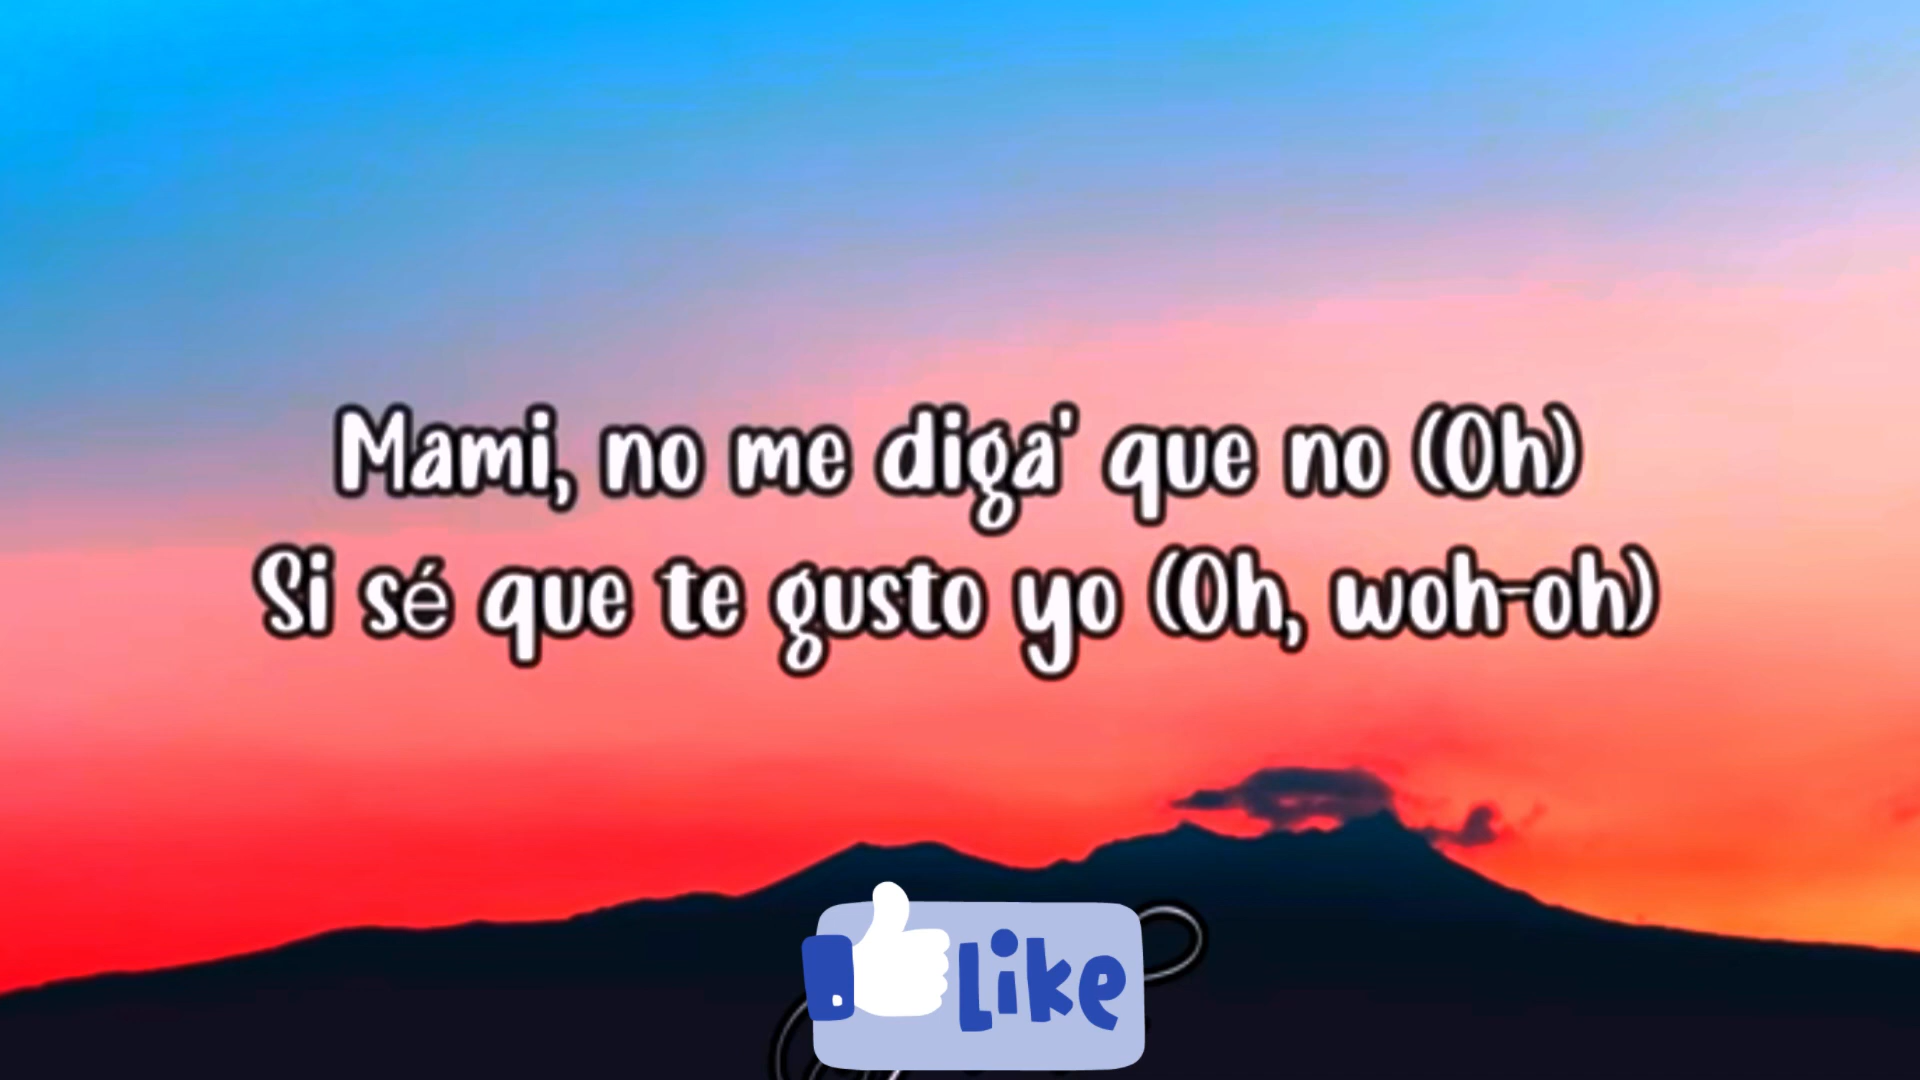 Mami, no me diga' que no (Oh)
Si sé que te gusto yo (Oh, woh-oh)
Like